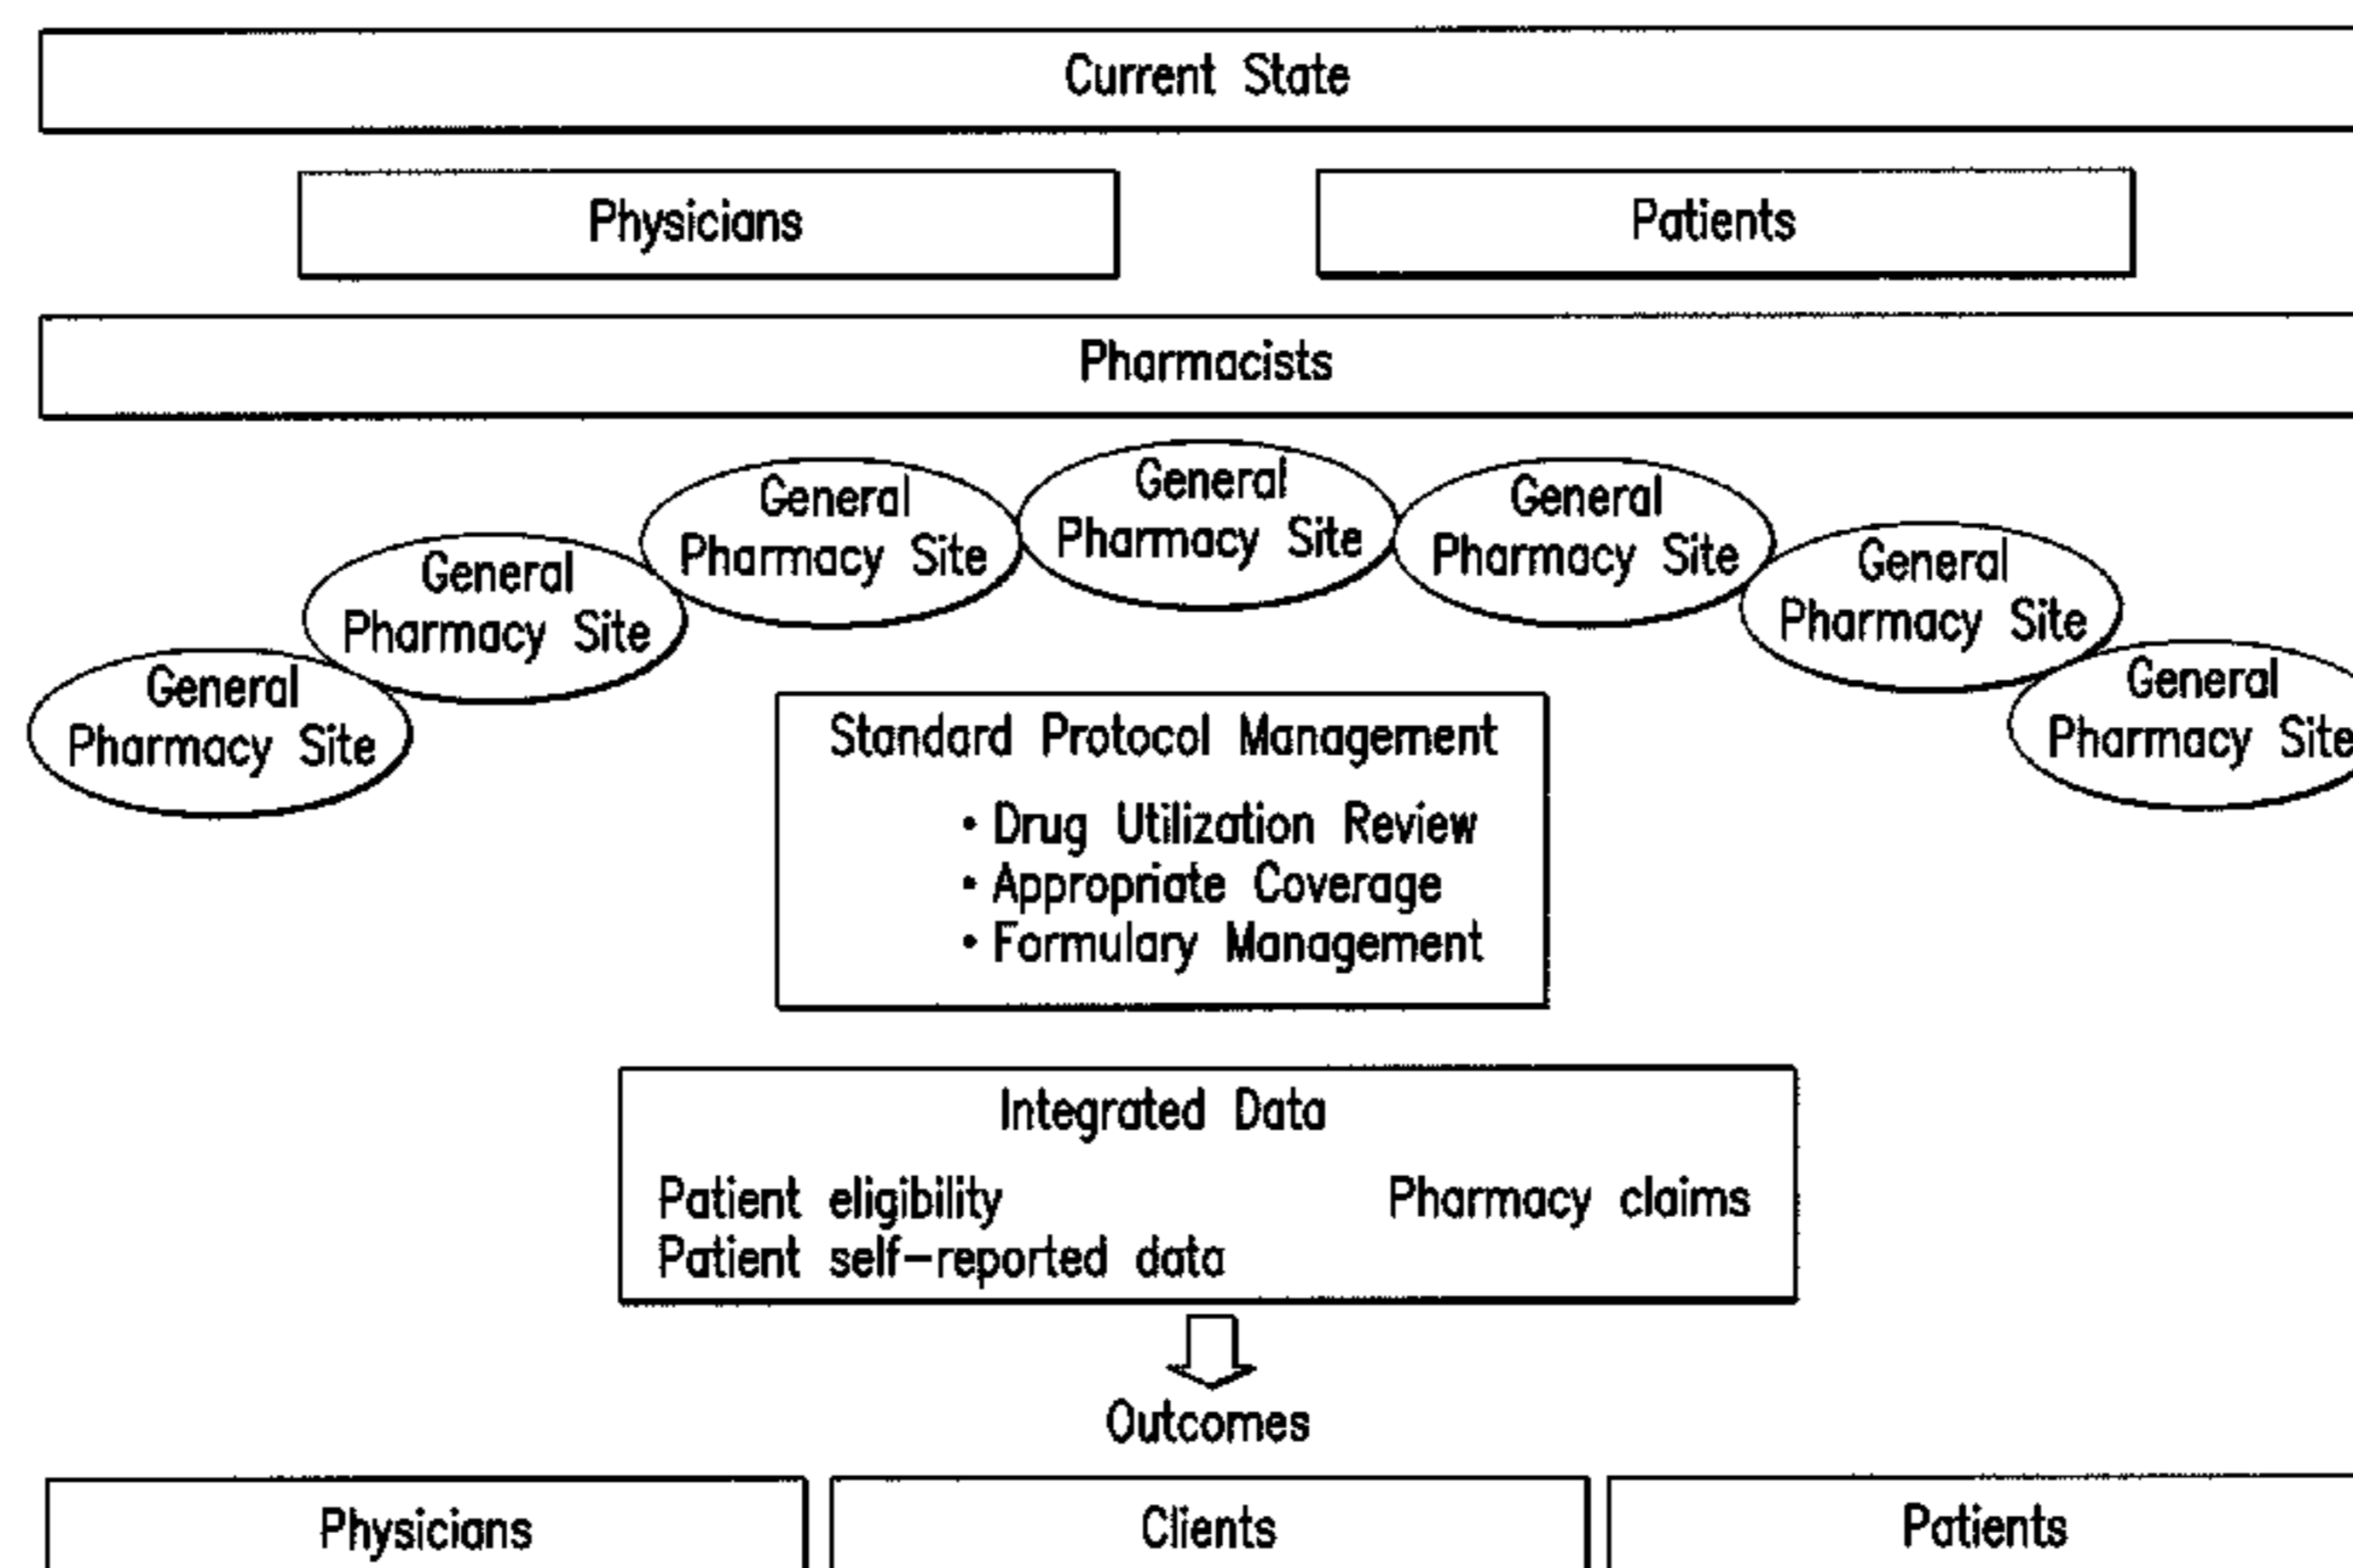 Current State
Physicians
Patients
Pharmacists
General
Pharmacy Site
General
Pharmacy Site
General
Pharmacy Site
General
Pharmacy Site
General
Pharmacy Site
General
Pharmacy Site
General
Pharmacy Site
Standard Protocol Management
• Drug Utilization Review
• Appropriate Coverage
• Formulary Management
Integrated Data
Patient eligibility Pharmacy claims
Patient self-reported data
Outcomes
Physicians
Clients
Patients